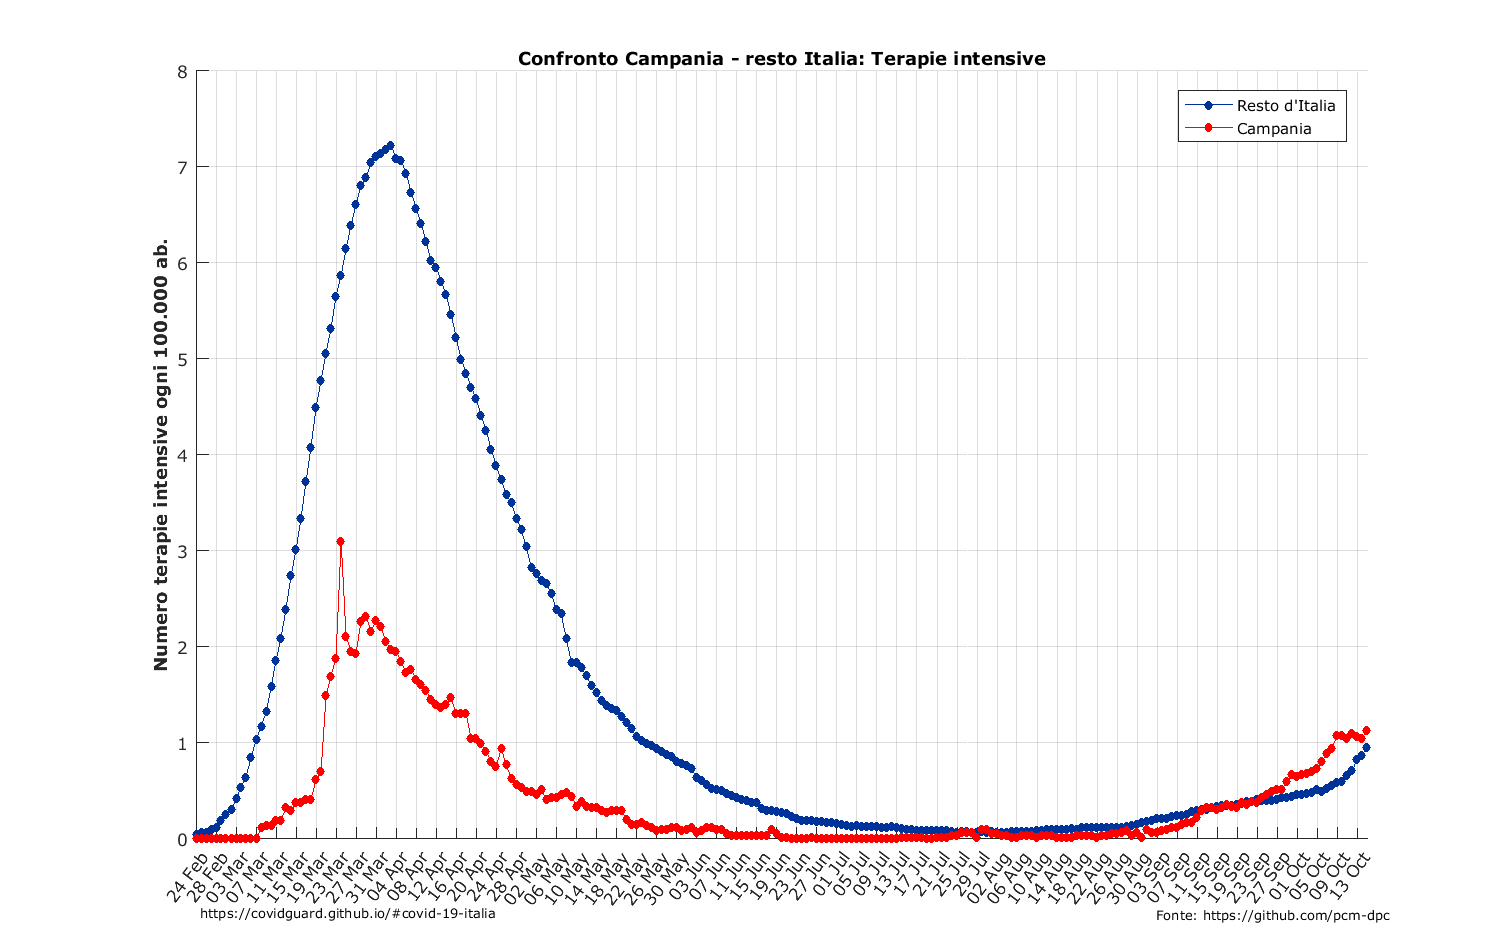 Confronto Campania - resto Italia: Terapie intensive
Resto d'Italia
Campania
Numero terapie intensive ogni 100.000 ab.
8
7
6
5
4
3
2
1
0
24 Feb
28 Feb
03 Mar
07 Mar
11 Mar
15 Mar
19 Mar
23 Mar
27 Mar
31 Mar
04 Apr
08 Apr
12 Apr
16 Apr
20 Apr
24 Apr
28 Apr
02 May
06 May
10 May
14 May
18 May
22 May
26 May
30 May
03 Jun
07 Jun
11 Jun
15 Jun
19 Jun
23 Jun
27 Jun
01 Jul
05 Jul
09 Jul
13 Jul
17 Jul
21 Jul
25 Jul
29 Jul
02 Aug
06 Aug
10 Aug
14 Aug
18 Aug
22 Aug
26 Aug
30 Aug
03 Sep
07 Sep
11 Sep
15 Sep
19 Sep
23 Sep
27 Sep
01 Oct
05 Oct
09 Oct
13 Oct
https://covidguard.github.io/#covid-19-italia
Fonte: https://github.com/pcm-dpc